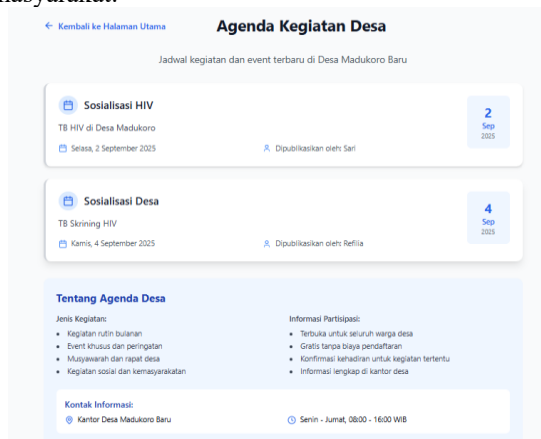 masyarakat.
← Kembali ke Halaman Utama
Agenda Kegiatan Desa
Jadwal kegiatan dan event terbaru di Desa Madukoro Baru
Sosialisasi HIV
TB HIV di Desa Madukoro
Selasa, 2 September 2025
Dipublikasikan oleh: Sari
2
Sep
2025
Sosialisasi Desa
TB Skrining HIV
Kamis, 4 September 2025
Dipublikasikan oleh: Refilia
4
Sep
2025
Tentang Agenda Desa
Jenis Kegiatan:
• Kegiatan rutin bulanan
• Event khusus dan peringatan
• Musyawarah dan rapat desa
• Kegiatan sosial dan kemasyarakatan
Informasi Partisipasi:
• Terbuka untuk seluruh warga desa
• Gratis tanpa biaya pendaftaran
• Konfirmasi kehadiran untuk kegiatan tertentu
• Informasi lengkap di kantor desa
Kontak Informasi:
Kantor Desa Madukoro Baru
Senin - Jumat, 08:00 - 16:00 WIB